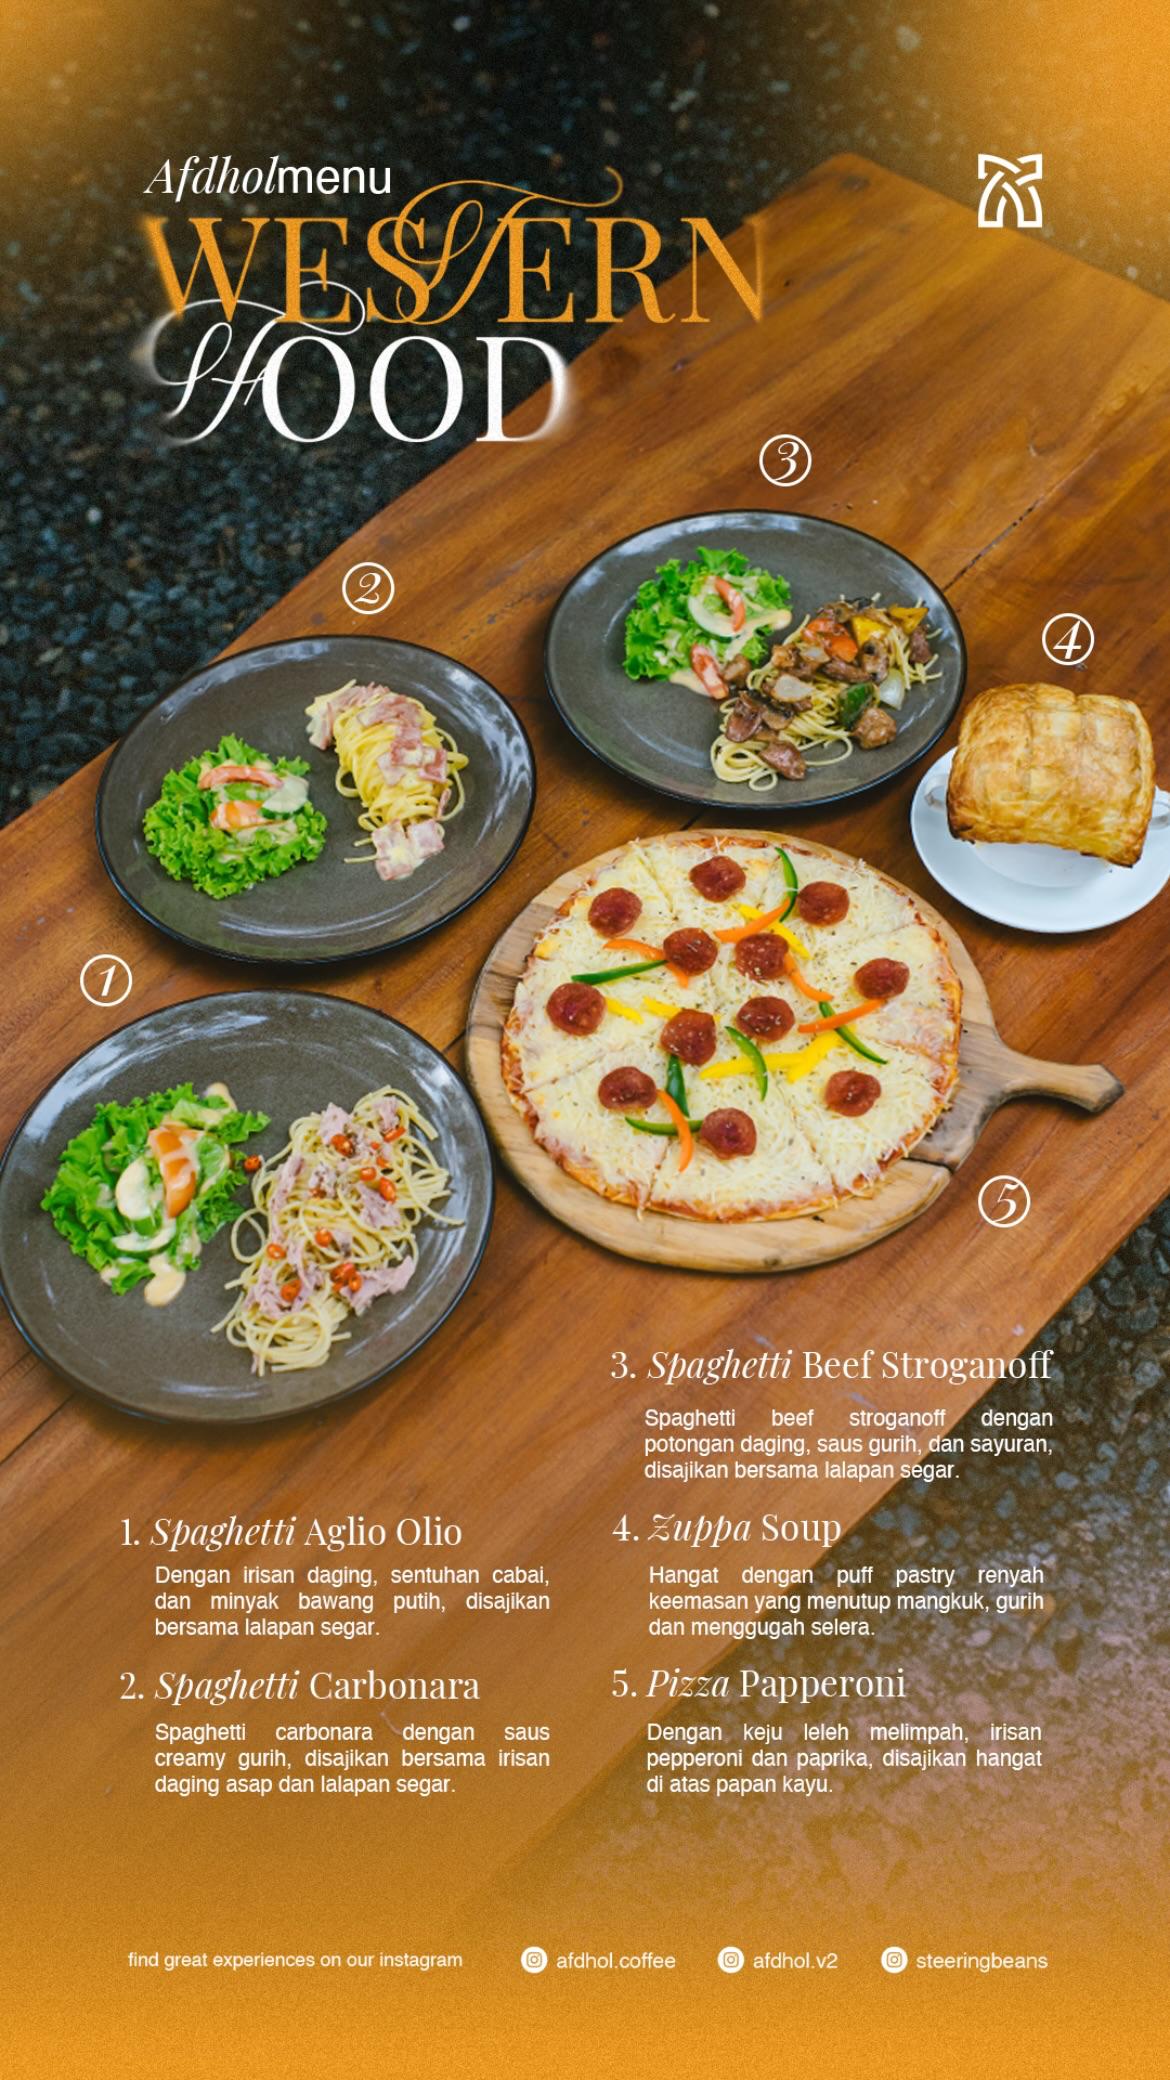 Afdholmenu
WESTERN
FOOD
3
2
4
1
5
3. Spaghetti Beef Stroganoff
Spaghetti beef stroganoff dengan
potongan daging, saus gurih, dan sayuran,
disajikan bersama lalapan segar.
1. Spaghetti Aglio Olio
Dengan irisan daging, sentuhan cabai,
dan minyak bawang putih, disajikan
bersama lalapan segar.
2. Spaghetti Carbonara
Spaghetti carbonara dengan saus
creamy gurih, disajikan bersama irisan
daging asap dan lalapan segar.
4. Zuppa Soup
Hangat dengan puff pastry renyah
keemasan yang menutup mangkuk, gurih
dan menggugah selera.
5. Pizza Papperoni
Dengan keju leleh melimpah, irisan
pepperoni dan paprika, disajikan hangat
di atas papan kayu.
find great experiences on our instagram afdhol.coffee afdhol.v2 steeringbeans